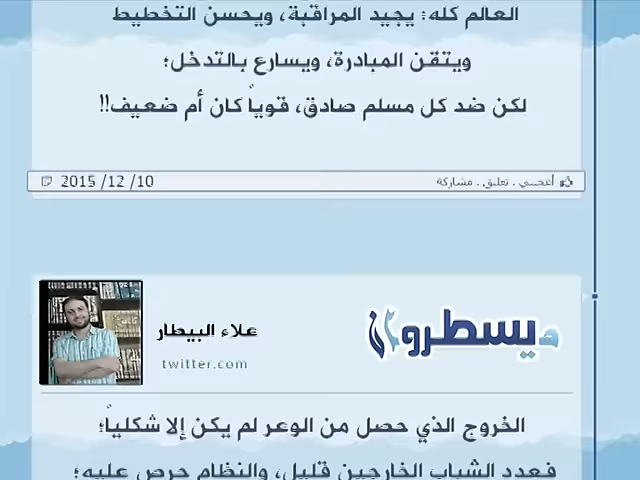 العالم كله: يجيد المراقبة، ويحسن التخطيط
ويتقن المبادرة، ويسارع بالتدخل؛
لكن ضد كل مسلم صادق، قوياً كان أم ضعيف!!
أعجبني . تعليق . مشاركة
2015 /12 /10
يسطرون
علاء البيطار
twitter.com
الخروج الذي حصل من الوعر لم يكن إلا شكلياً؛
فعدد الشباب الخارجين قليل، والنظام حرص عليه؛